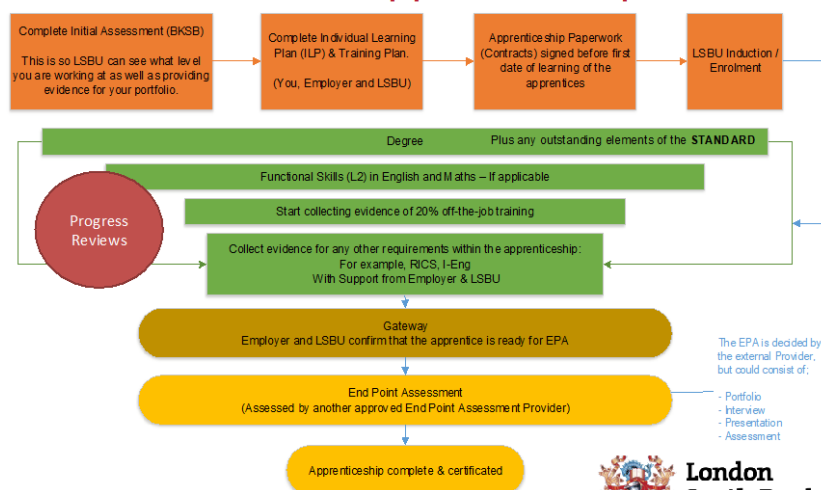 Complete Initial Assessment (BKSB)
This is so LSBU can see what level
you are working at as well as providing
evidence for your portfolio.
Complete Individual Learning
Plan (ILP) & Training Plan.
(You, Employer and LSBU)
Apprenticeship Paperwork
(Contracts) signed before first
date of learning of the
apprentices
LSBU Induction /
Enrolment
Degree Plus any outstanding elements of the STANDARD
Functional Skills (L2) in English and Maths – If applicable
Start collecting evidence of 20% off-the-job training
Progress
Reviews
Collect evidence for any other requirements within the apprenticeship:
For example, RICS, I-Eng
With Support from Employer & LSBU
Gateway
Employer and LSBU confirm that the apprentice is ready for EPA
The EPA is decided by
the external Provider,
but could consist of;
- Portfolio
- Interview
- Presentation
- Assessment
End Point Assessment
(Assessed by another approved End Point Assessment Provider)
Apprenticeship complete & certificated
London